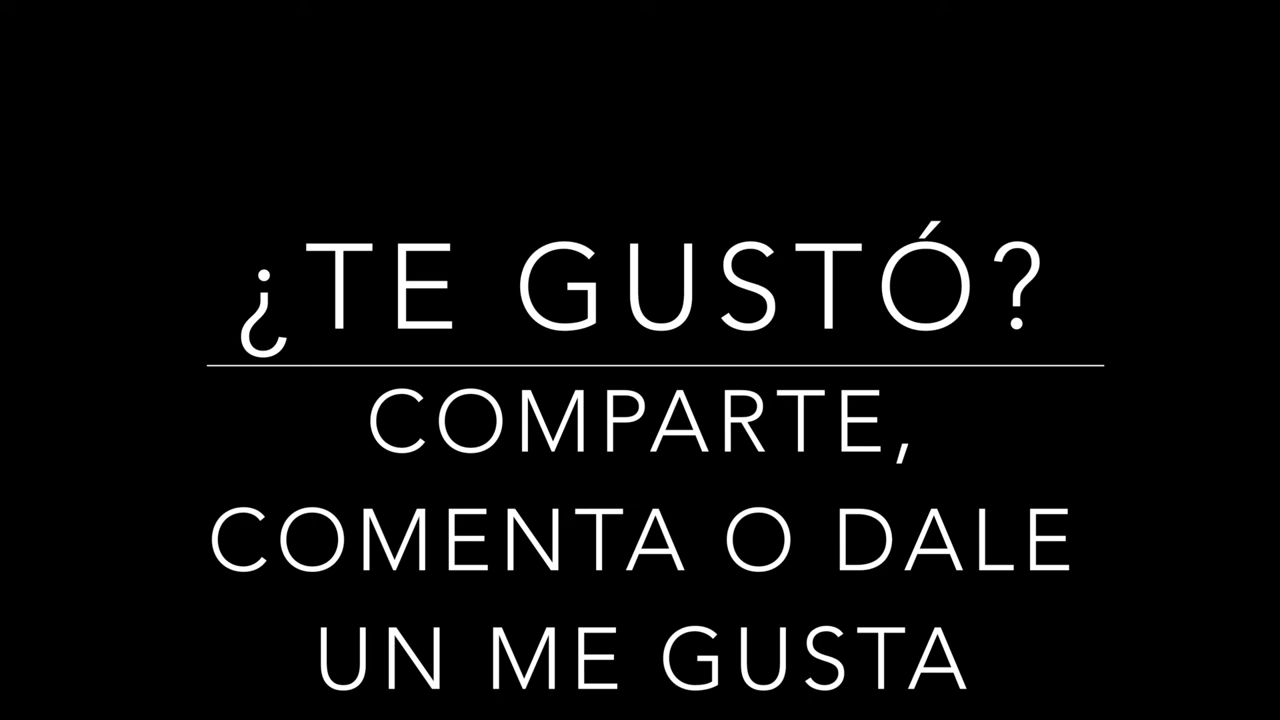 ¿TE GUSTÓ?
COMPARTE,
COMENTA O DALE
UN ME GUSTA